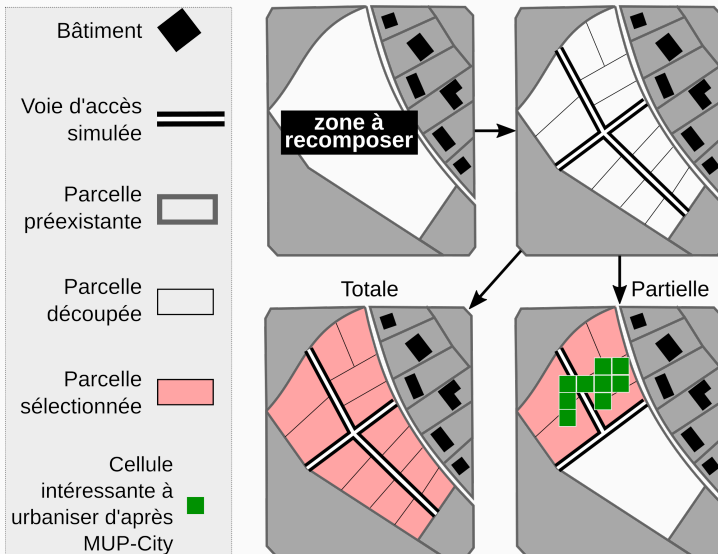 Bâtiment
Voie d'accès
simulée
Parcelle
préexistante
Parcelle
découpée
Parcelle
sélectionnée
Cellule
intéressante à
urbaniser d'après
MUP-City
zone à
recomposer
Totale
Partielle